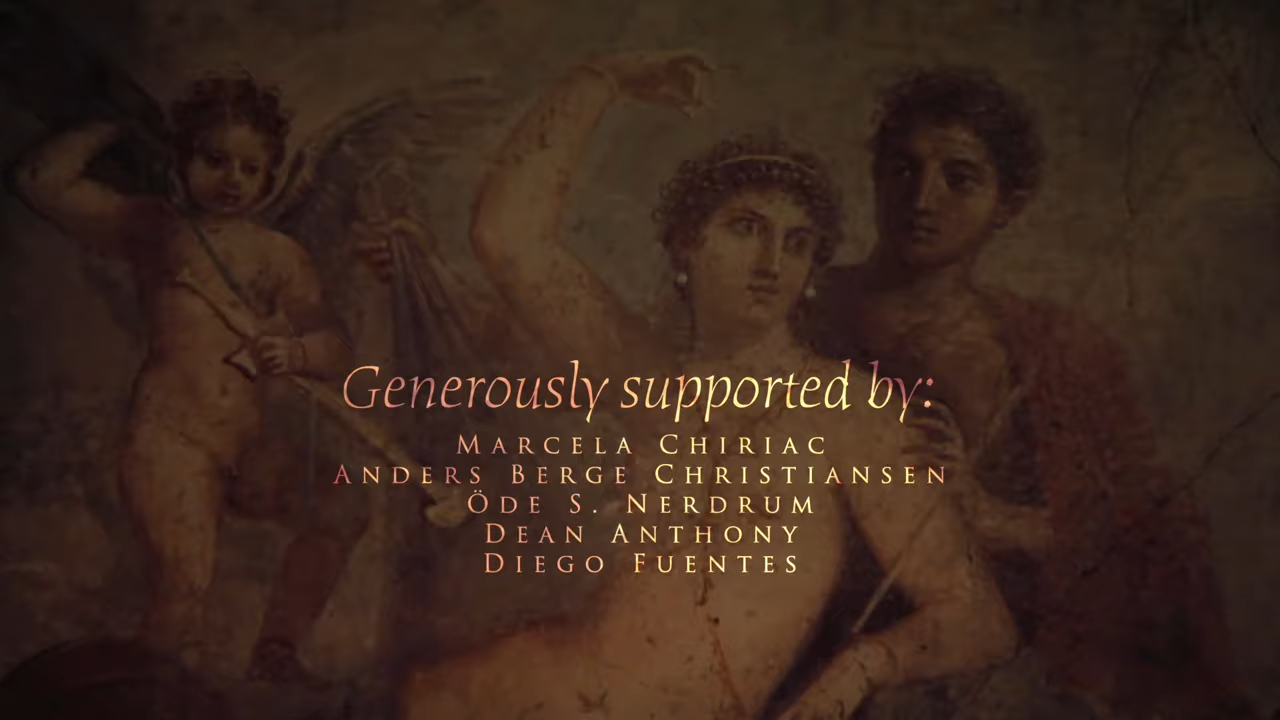 Generously supported by:
Marcela Chiriac
Anders Berge Christiansen
Öde S. Nerdrum
Dean Anthony
Diego Fuentes